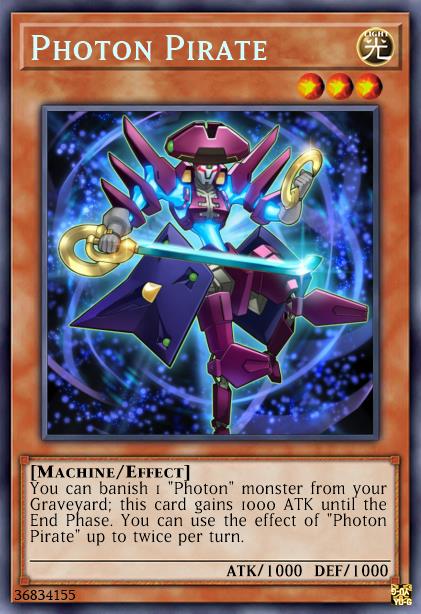 Photon Pirate
LIGHT
光
[Machine/Effect]
You can banish 1 "Photon" monster from your
Graveyard; this card gains 1000 ATK until the
End Phase. You can use the effect of "Photon
Pirate" up to twice per turn.
ATK/1000 DEF/1000
36834155